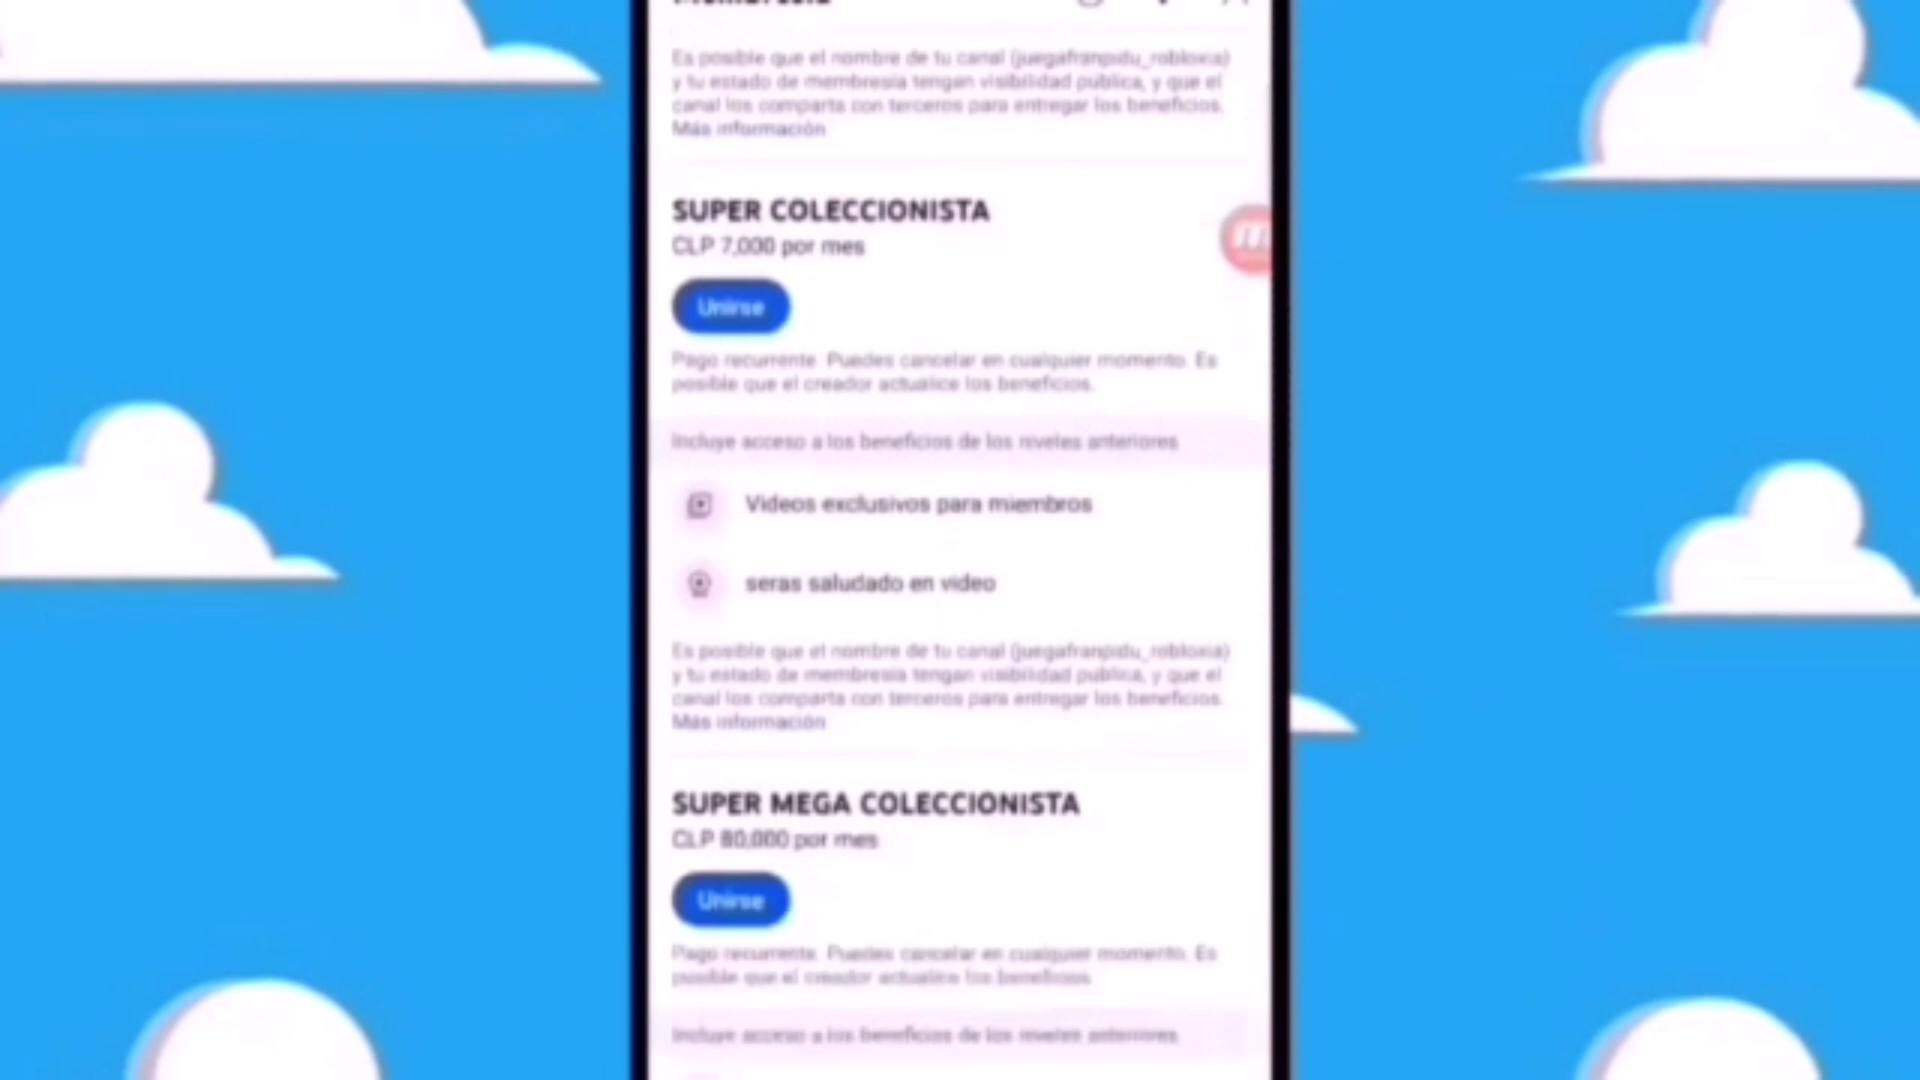 Es posible que el nombre de tu canal (juegafranpidu_robloxia)
y tu estado de membresía tengan visibilidad pública, y que el
canal los comparta con terceros para entregar los beneficios.
Más información
SUPER COLECCIONISTA
CLP 7,000 por mes
Unirse
Pago recurrente. Puedes cancelar en cualquier momento. Es
posible que el creador actualice los beneficios.
Incluye acceso a los beneficios de los niveles anteriores
Videos exclusivos para miembros
seras saludado en video
Es posible que el nombre de tu canal (juegafranpidu_robloxia)
y tu estado de membresía tengan visibilidad pública, y que el
canal los comparta con terceros para entregar los beneficios.
Más información
SUPER MEGA COLECCIONISTA
CLP 80,000 por mes
Unirse
Pago recurrente. Puedes cancelar en cualquier momento. Es
posible que el creador actualice los beneficios.
Incluye acceso a los beneficios de los niveles anteriores